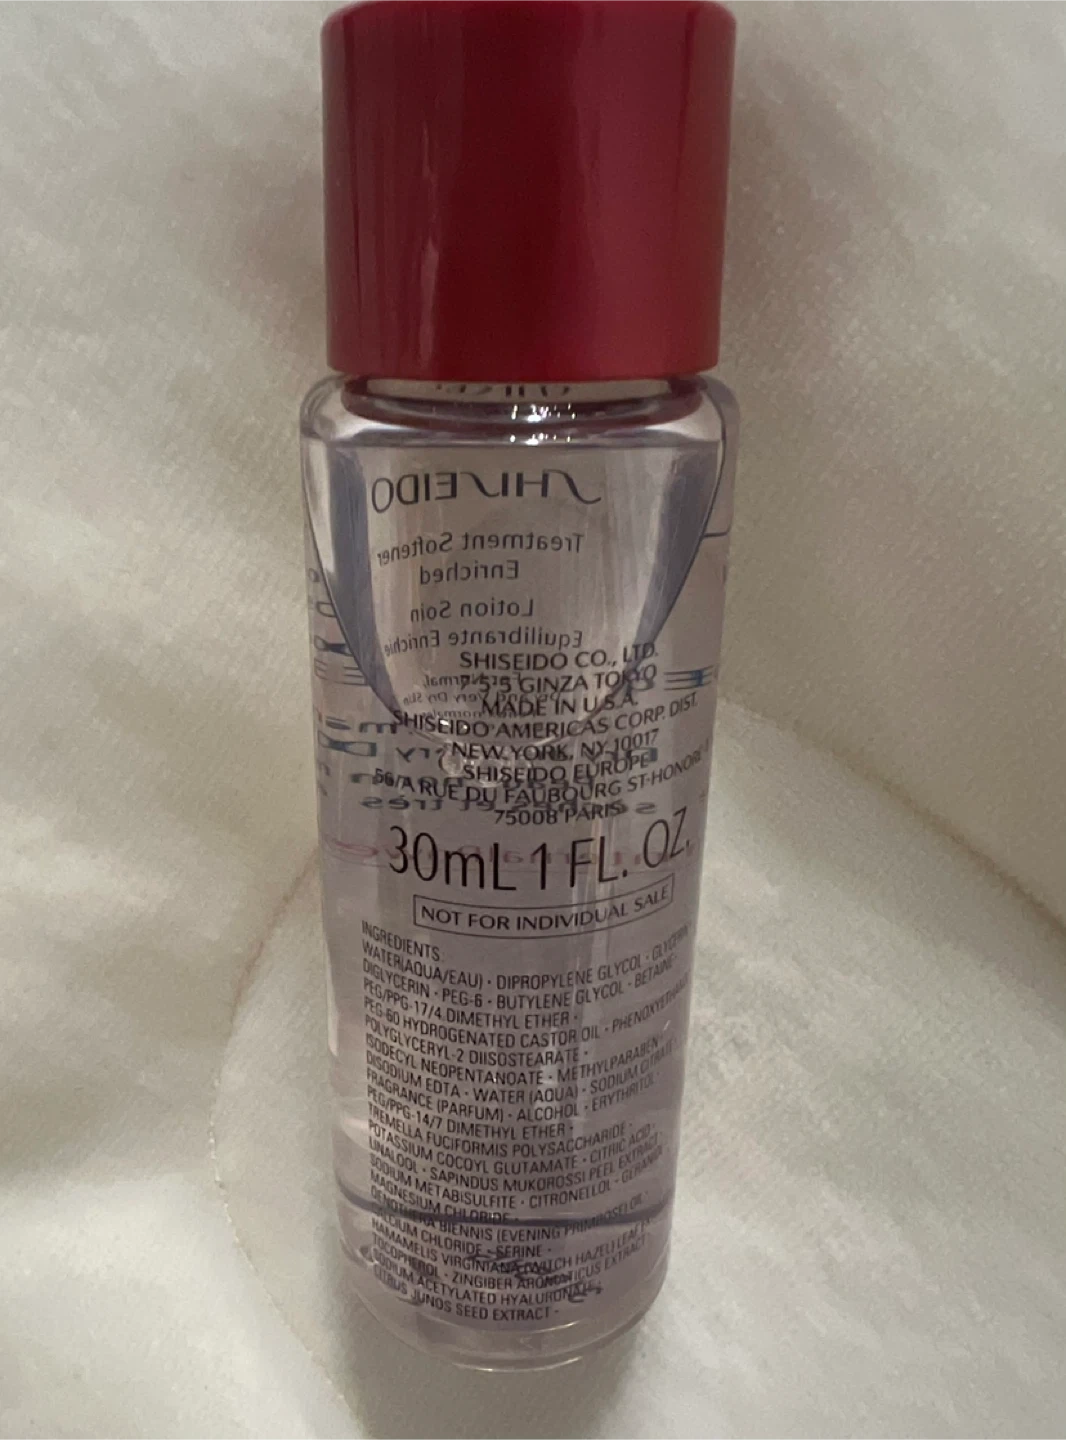 SHISEIDO
Treatment Softener
Enriched
Lotion Soin
Equilibrante Enrichie
SHISEIDO CO., LTD.
7-5-5 GINZA TOKYO
MADE IN U.S.A.
SHISEIDO AMERICAS CORP. DIST.
NEW YORK, NY 10017
SHISEIDO EUROPE
56/A RUE DU FAUBOURG ST-HONORE
75008 PARIS
30mL 1 FL. OZ.
NOT FOR INDIVIDUAL SALE
INGREDIENTS
WATER(AQUA/EAU) · DIPROPYLENE GLYCOL · GLYCERIN
DIGLYCERIN · PEG-6 · BUTYLENE GLYCOL · BETAINE
PEG/PPG-17/4 DIMETHYL ETHER ·
PEG-60 HYDROGENATED CASTOR OIL · PHENOXYETHANOL
POLYGLYCERYL-2 DIISOSTEARATE ·
ISODECYL NEOPENTANOATE · METHYLPARABEN ·
DISODIUM EDTA · WATER (AQUA) · SODIUM CITRATE ·
FRAGRANCE (PARFUM) · ALCOHOL · ERYTHRITOL ·
PEG/PPG-14/7 DIMETHYL ETHER ·
TREMELLA FUCIFORMIS POLYSACCHARIDE ·
POTASSIUM COCOYL GLUTAMATE · CITRIC ACID ·
LINALOOL · SAPINDUS MUKOROSSI PEEL EXTRACT ·
SODIUM METABISULFITE · CITRONELLOL · GERANIOL
MAGNESIUM CHLORIDE ·
OENOTHERA BIENNIS (EVENING PRIMROSE) OIL ·
CALCIUM CHLORIDE · SERINE ·
HAMAMELIS VIRGINIANA (WITCH HAZEL) LEAF
TOCOPHEROL · ZINGIBER AROMATICUS EXTRACT ·
SODIUM ACETYLATED HYALURONATE ·
CITRUS JUNOS SEED EXTRACT ·